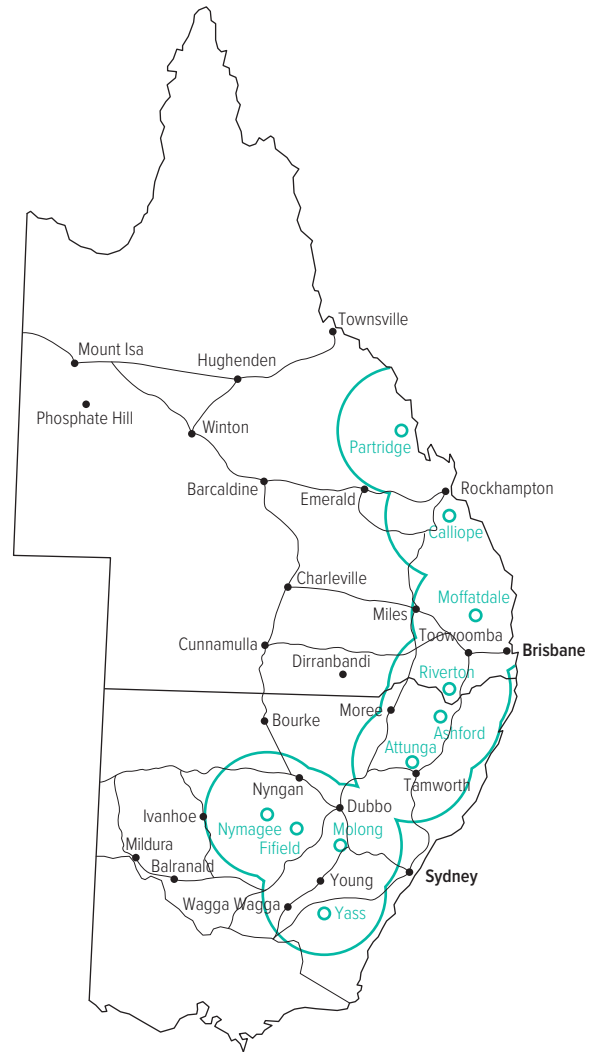 Townsville
Mount Isa
Hughenden
Phosphate Hill
Winton
Partridge
Barcaldine
Emerald
Rockhampton
Calliope
Charleville
Moffatdale
Miles
Toowoomba
Cunnamulla
Brisbane
Dirranbandi
Riverton
Moree
Bourke
Ashford
Attunga
Nyngan
Tamworth
Ivanhoe
Dubbo
Nymagee
Molong
Fifield
Mildura
Balranald
Young
Sydney
Wagga Wagga
Yass